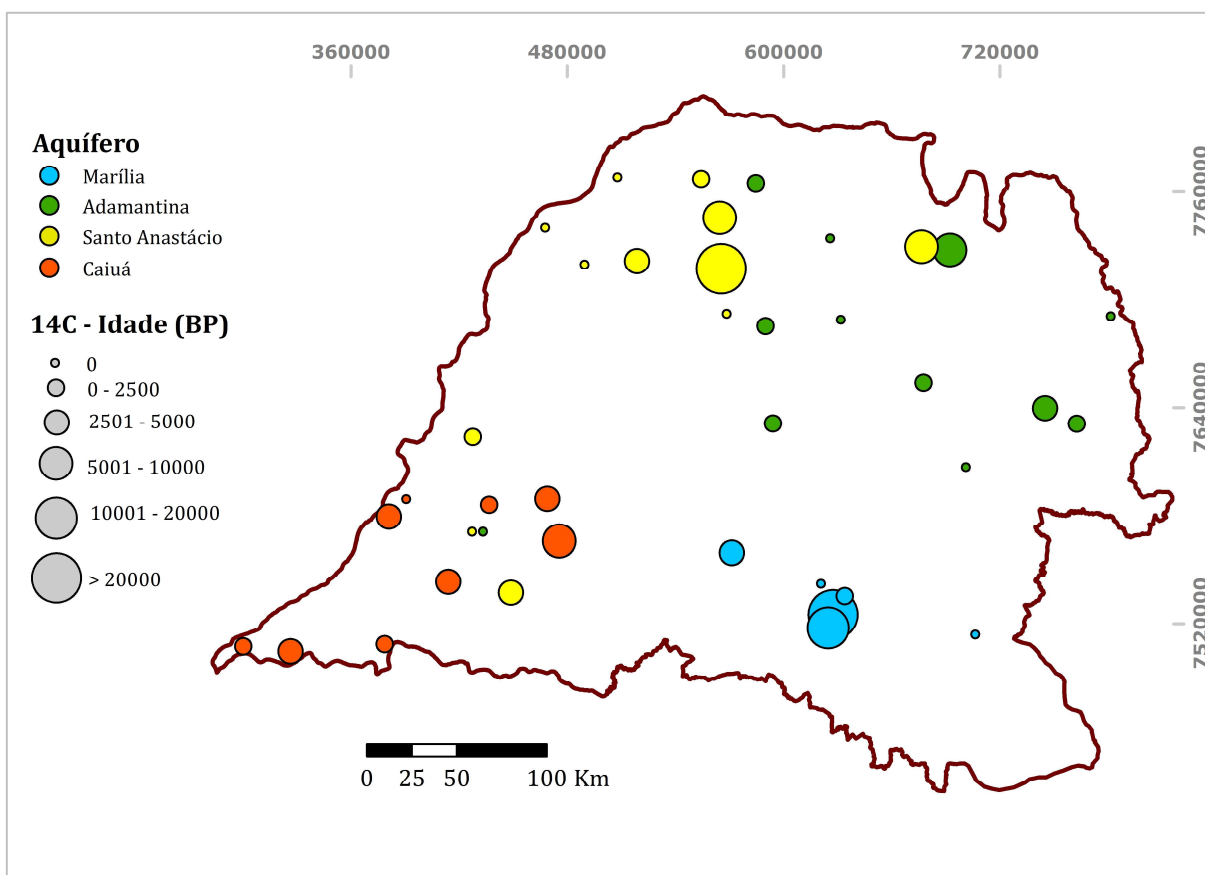 360000 480000 600000 720000
Aquífero
Marília
Adamantina
Santo Anastácio
Caiuá
14C - Idade (BP)
0
0 - 2500
2501 - 5000
5001 - 10000
10001 - 20000
> 20000
7760000
7640000
7520000
0 25 50 100 Km